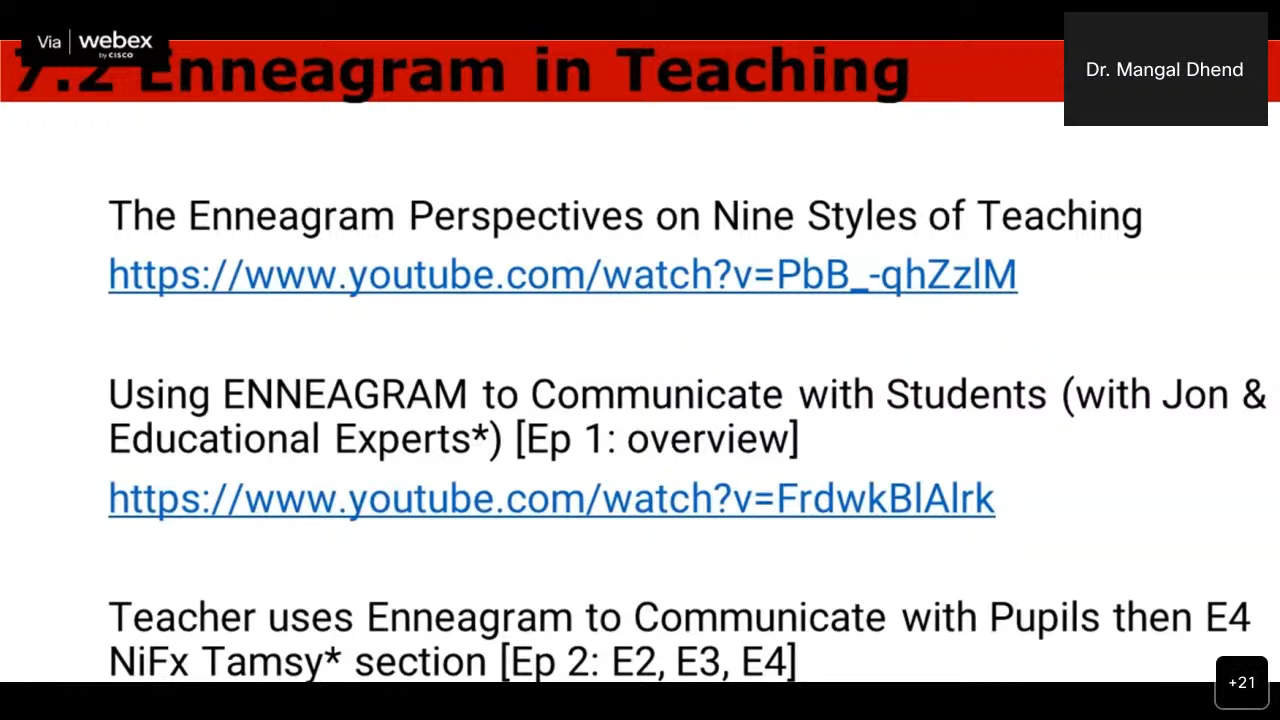 Via webex
by CISCO
7.2 Enneagram in Teaching
Dr. Mangal Dhend
The Enneagram Perspectives on Nine Styles of Teaching
https://www.youtube.com/watch?v=PbB_-qhZzlM
Using ENNEAGRAM to Communicate with Students (with Jon &
Educational Experts*) [Ep 1: overview]
https://www.youtube.com/watch?v=FrdwkBlAlrk
Teacher uses Enneagram to Communicate with Pupils then E4
NiFx Tamsy* section [Ep 2: E2, E3, E4]
+21